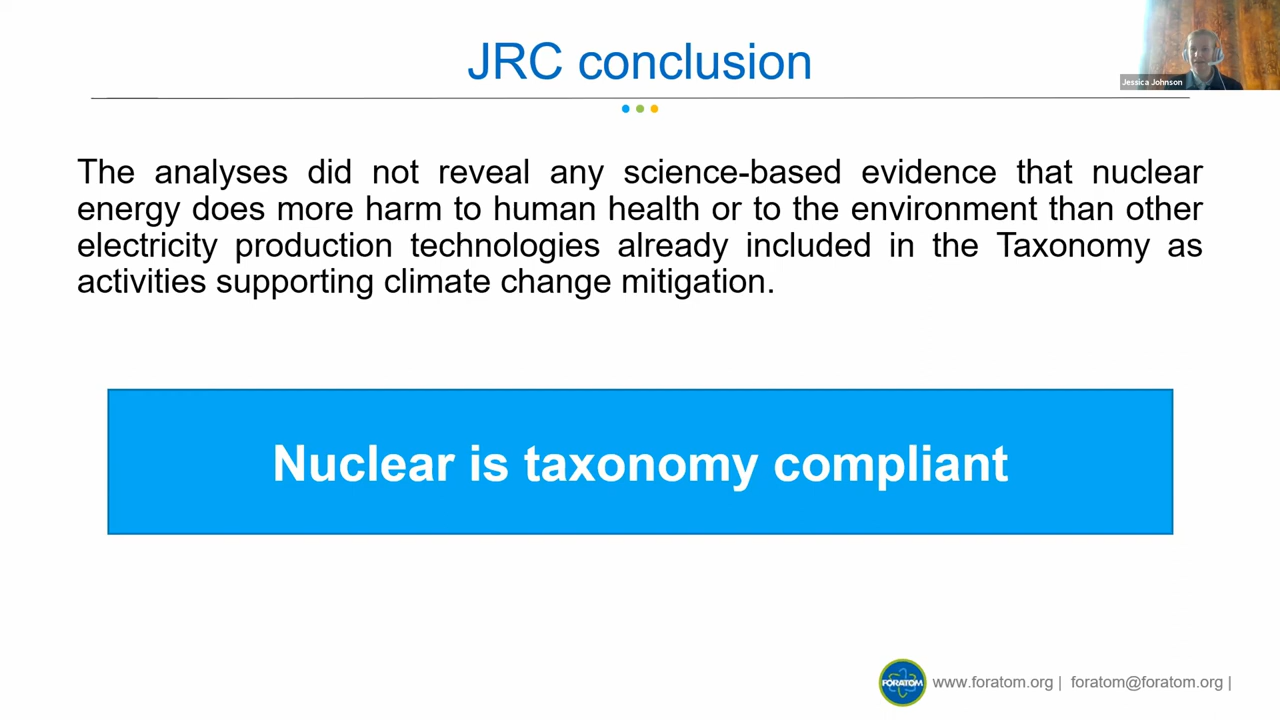 JRC conclusion
Jessica Johnson
The analyses did not reveal any science-based evidence that nuclear
energy does more harm to human health or to the environment than other
electricity production technologies already included in the Taxonomy as
activities supporting climate change mitigation.
Nuclear is taxonomy compliant
FORATOM
www.foratom.org | foratom@foratom.org |